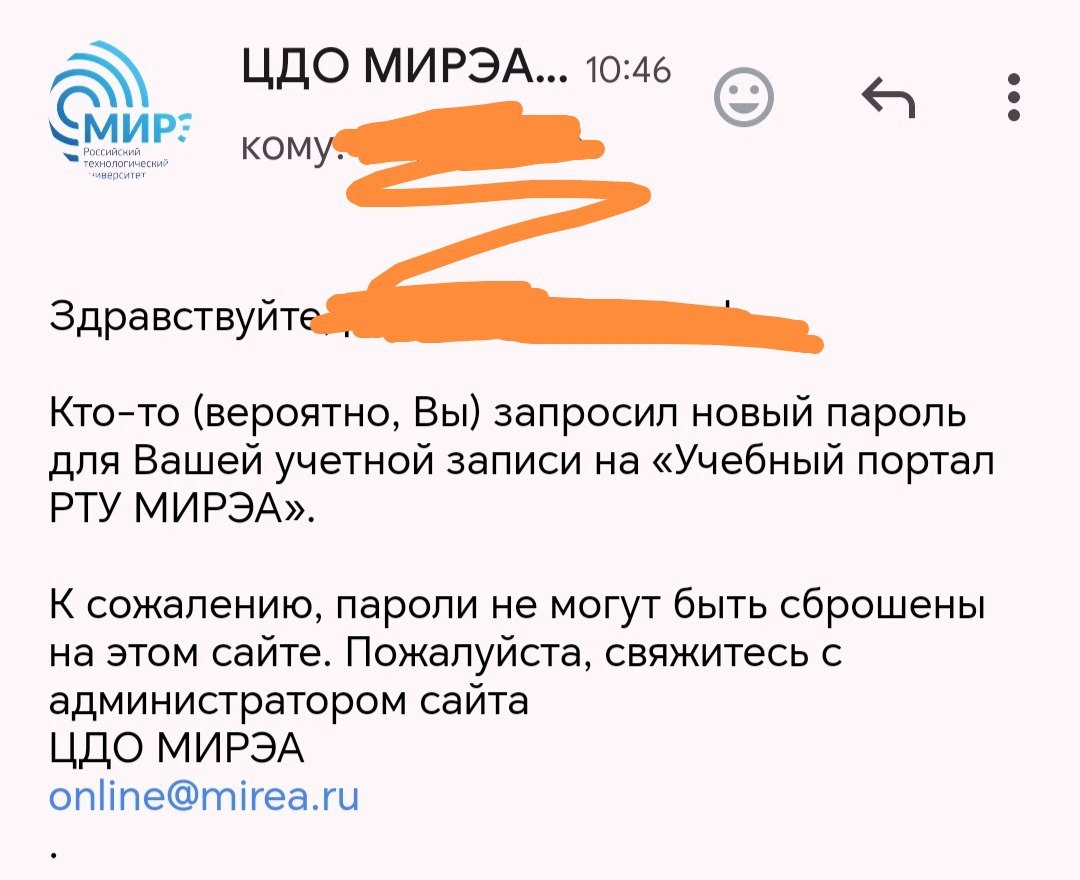 ЦДО МИРЭА... 10:46
МИРЭ
Российский
технологический
университет
кому:
Здравствуйте,
Кто-то (вероятно, Вы) запросил новый пароль
для Вашей учетной записи на «Учебный портал
РТУ МИРЭА».
К сожалению, пароли не могут быть сброшены
на этом сайте. Пожалуйста, свяжитесь с
администратором сайта
ЦДО МИРЭА
online@mirea.ru
.